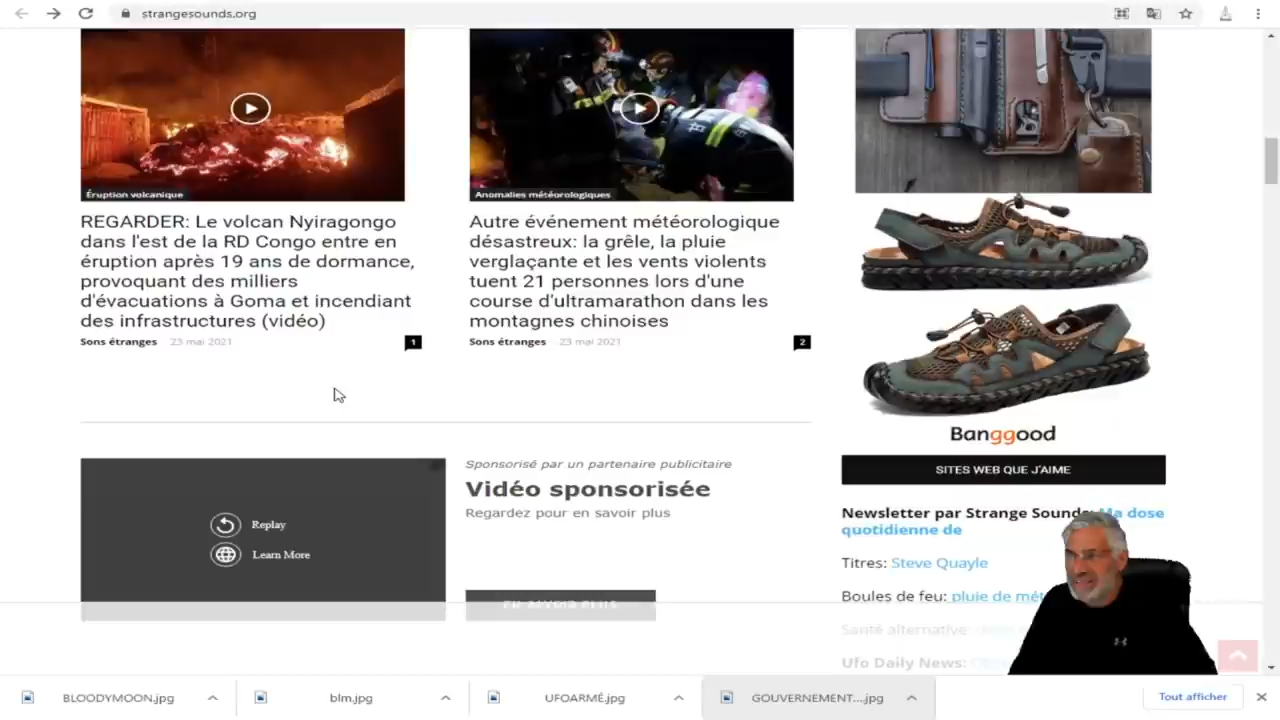 strangesounds.org
Éruption volcanique
REGARDER: Le volcan Nyiragongo
dans l'est de la RD Congo entre en
éruption après 19 ans de dormance,
provoquant des milliers
d'évacuations à Goma et incendiant
des infrastructures (vidéo)
Sons étranges - 23 mai 2021
1
Anomalies météorologiques
Autre événement météorologique
désastreux: la grêle, la pluie
verglaçante et les vents violents
tuent 21 personnes lors d'une
course d'ultramarathon dans les
montagnes chinoises
Sons étranges - 23 mai 2021
2
Replay
Learn More
Sponsorisé par un partenaire publicitaire
Vidéo sponsorisée
Regardez pour en savoir plus
EN SAVOIR PLUS
Banggood
SITES WEB QUE J'AIME
Newsletter par Strange Sounds: Ma dose
quotidienne de
Titres: Steve Quayle
Boules de feu: pluie de
Santé alternative:
Ufo Daily News:
BLOODYMOON.jpg
blm.jpg
UFOARMÉ.jpg
GOUVERNEMENT....jpg
Tout afficher